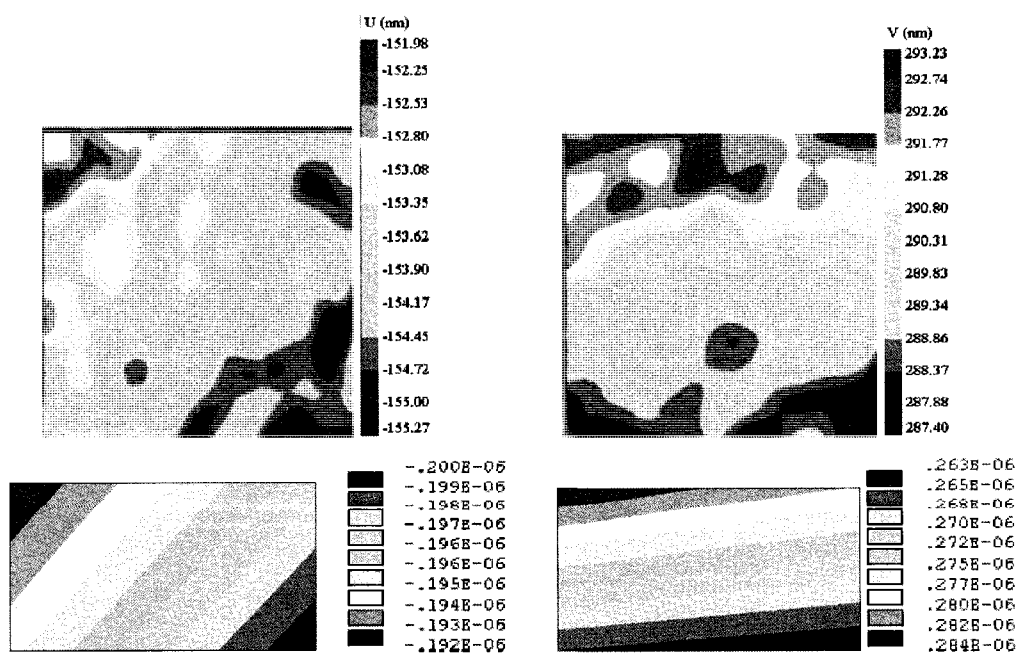 U (nm)
-151.98
-152.25
-152.53
-152.80
-153.08
-153.35
-153.62
-153.90
-154.17
-154.45
-154.72
-155.00
-155.27
V (nm)
293.23
292.74
292.26
291.77
291.28
290.80
290.31
289.83
289.34
288.86
288.37
287.88
287.40
-.200E-06
-.199E-06
-.198E-06
-.197E-06
-.196E-06
-.196E-06
-.195E-06
-.194E-06
-.193E-06
-.192E-06
.263E-06
.265E-06
.268E-06
.270E-06
.272E-06
.275E-06
.277E-06
.280E-06
.282E-06
.284E-06